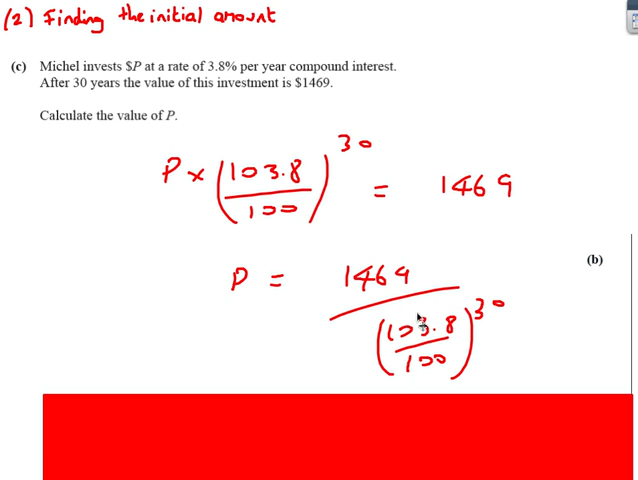 (2) Finding the initial amount
(c) Michel invests $P at a rate of 3.8% per year compound interest.
After 30 years the value of this investment is $1469.
Calculate the value of P.
P × (103.8/100)^30 = 1469
(b)
P = 1469/(103.8/100)^30